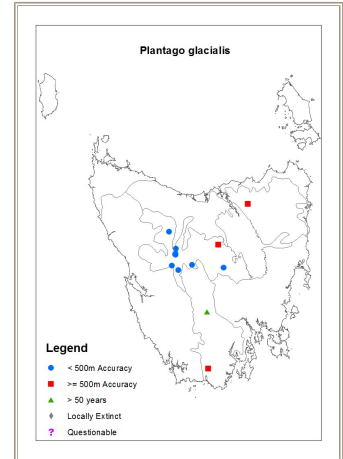 Plantago glacialis
Legend
< 500m Accuracy
>= 500m Accuracy
> 50 years
Locally Extinct
? Questionable